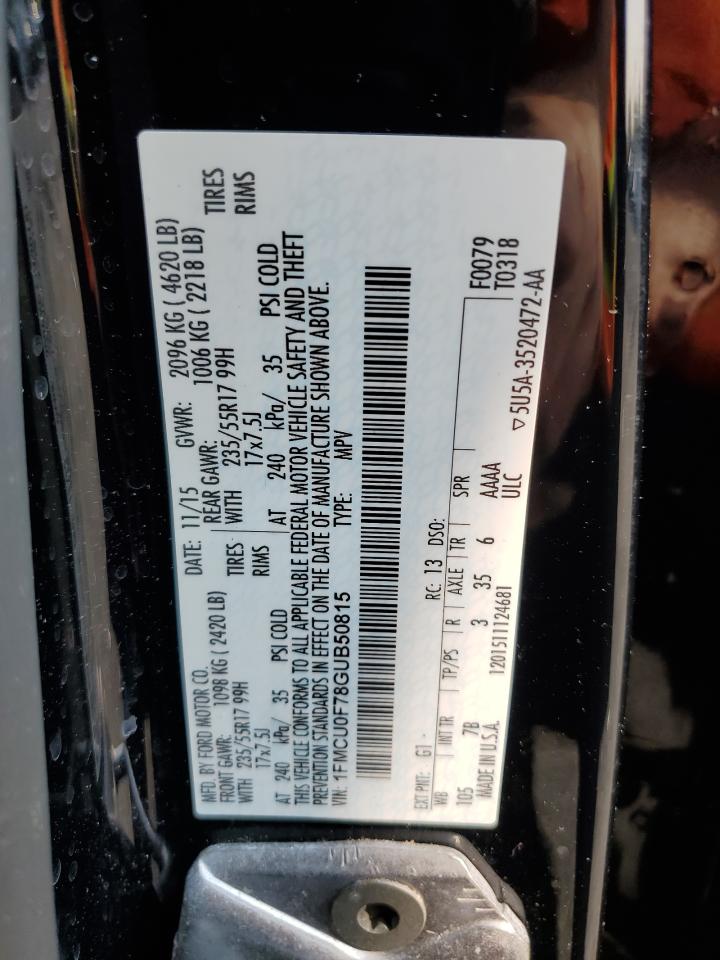 MFD. BY FORD MOTOR CO. DATE: 11/15 GVWR: 2096 KG ( 4620 LB)
FRONT GAWR: 1098 KG ( 2420 LB) REAR GAWR: 1006 KG ( 2218 LB)
WITH 235/55R17 99H TIRES WITH 235/55R17 99H TIRES
17x7.5J RIMS 17x7.5J RIMS
AT 240 kPa/ 35 PSI COLD AT 240 kPa/ 35 PSI COLD
THIS VEHICLE CONFORMS TO ALL APPLICABLE FEDERAL MOTOR VEHICLE SAFETY AND THEFT
PREVENTION STANDARDS IN EFFECT ON THE DATE OF MANUFACTURE SHOWN ABOVE.
VIN: 1FMCU0F78GUB50815 TYPE: MPV
EXT PNT: G1 RC: 13 DSO: F0079
WB INT TR TP/PS R AXLE TR SPR T0318
105 7B 3 35 6 AAAA
MADE IN U.S.A. 1201511124681 ULC ▽5U5A-3520472-AA